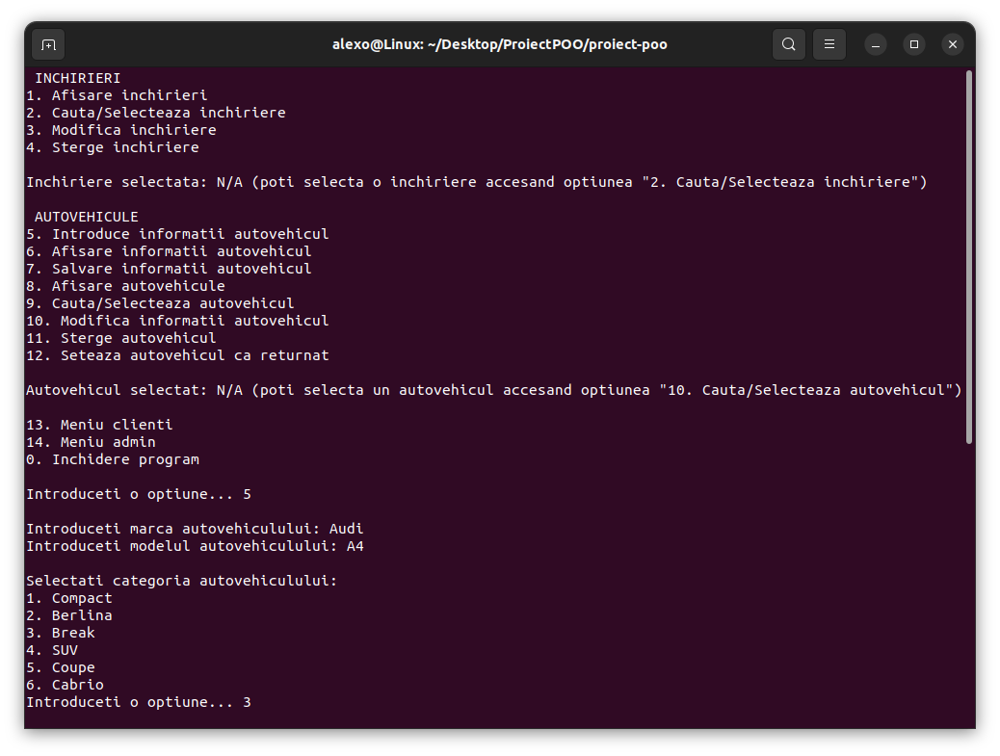 alexo@Linux: ~/Desktop/ProiectPOO/proiect-poo
INCHIRIERI
1. Afisare inchirieri
2. Cauta/Selecteaza inchiriere
3. Modifica inchiriere
4. Sterge inchiriere
Inchiriere selectata: N/A (poti selecta o inchiriere accesand optiunea "2. Cauta/Selecteaza inchiriere")
AUTOVEHICULE
5. Introduce informatii autovehicul
6. Afisare informatii autovehicul
7. Salvare informatii autovehicul
8. Afisare autovehicule
9. Cauta/Selecteaza autovehicul
10. Modifica informatii autovehicul
11. Sterge autovehicul
12. Seteaza autovehicul ca returnat
Autovehicul selectat: N/A (poti selecta un autovehicul accesand optiunea "10. Cauta/Selecteaza autovehicul")
13. Meniu clienti
14. Meniu admin
0. Inchidere program
Introduceti o optiune... 5
Introduceti marca autovehiculului: Audi
Introduceti modelul autovehiculului: A4
Selectati categoria autovehiculului:
1. Compact
2. Berlina
3. Break
4. SUV
5. Coupe
6. Cabrio
Introduceti o optiune... 3